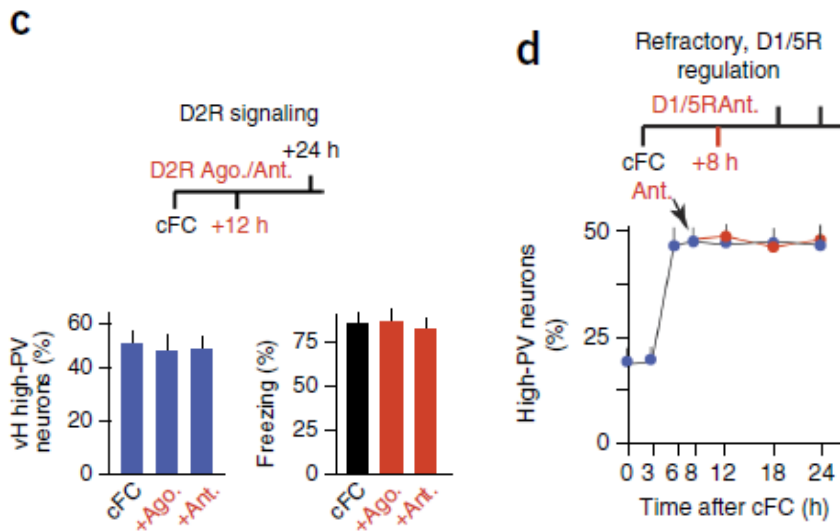 c
D2R signaling
+24 h
D2R Ago./Ant.
cFC +12 h
60
40
20
0
vH high-PV
neurons (%)
cFC
+Ago.
+Ant.
75
50
25
0
Freezing (%)
cFC
+Ago.
+Ant.
d
Refractory, D1/5R
regulation
D1/5RAnt.
cFC +8 h
Ant.
50
25
0
High-PV neurons
(%)
0 3 6 8 12 18 24
Time after cFC (h)